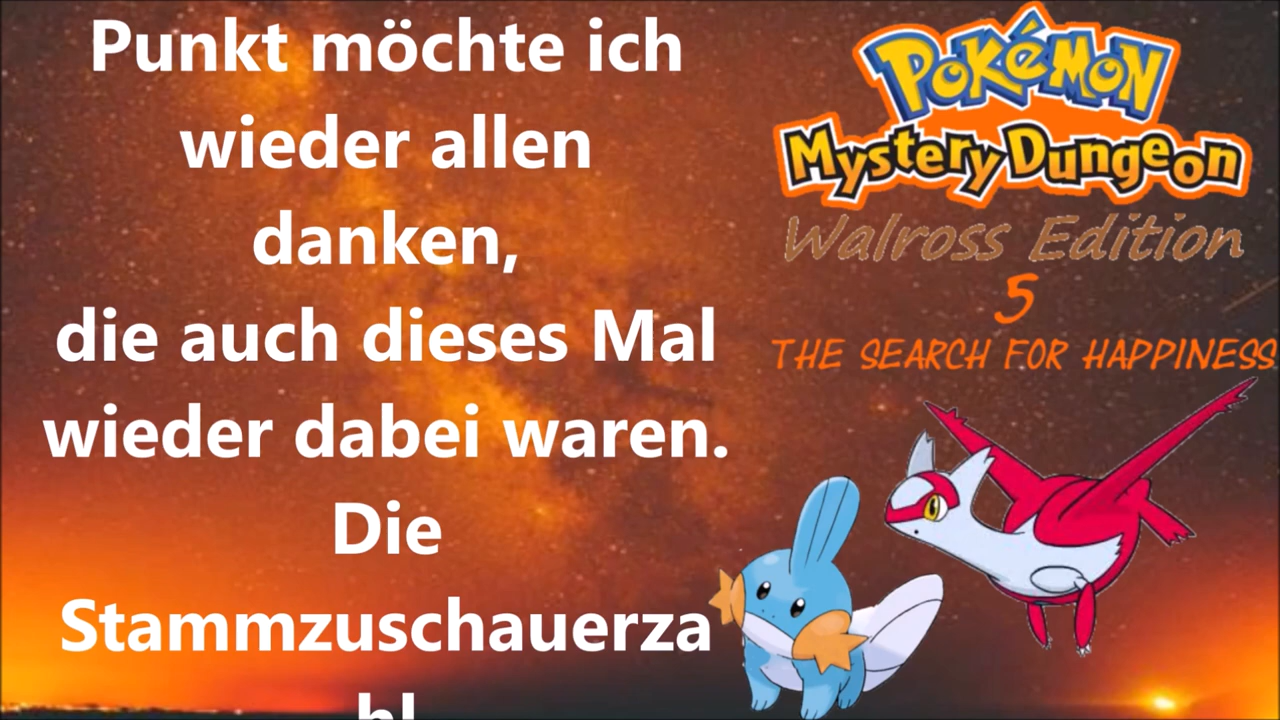 Punkt möchte ich
wieder allen
danken,
die auch dieses Mal
wieder dabei waren.
Die
Stammzuschauerza
hl
POKéMON
Mystery Dungeon
Walross Edition
5
THE SEARCH FOR HAPPINESS